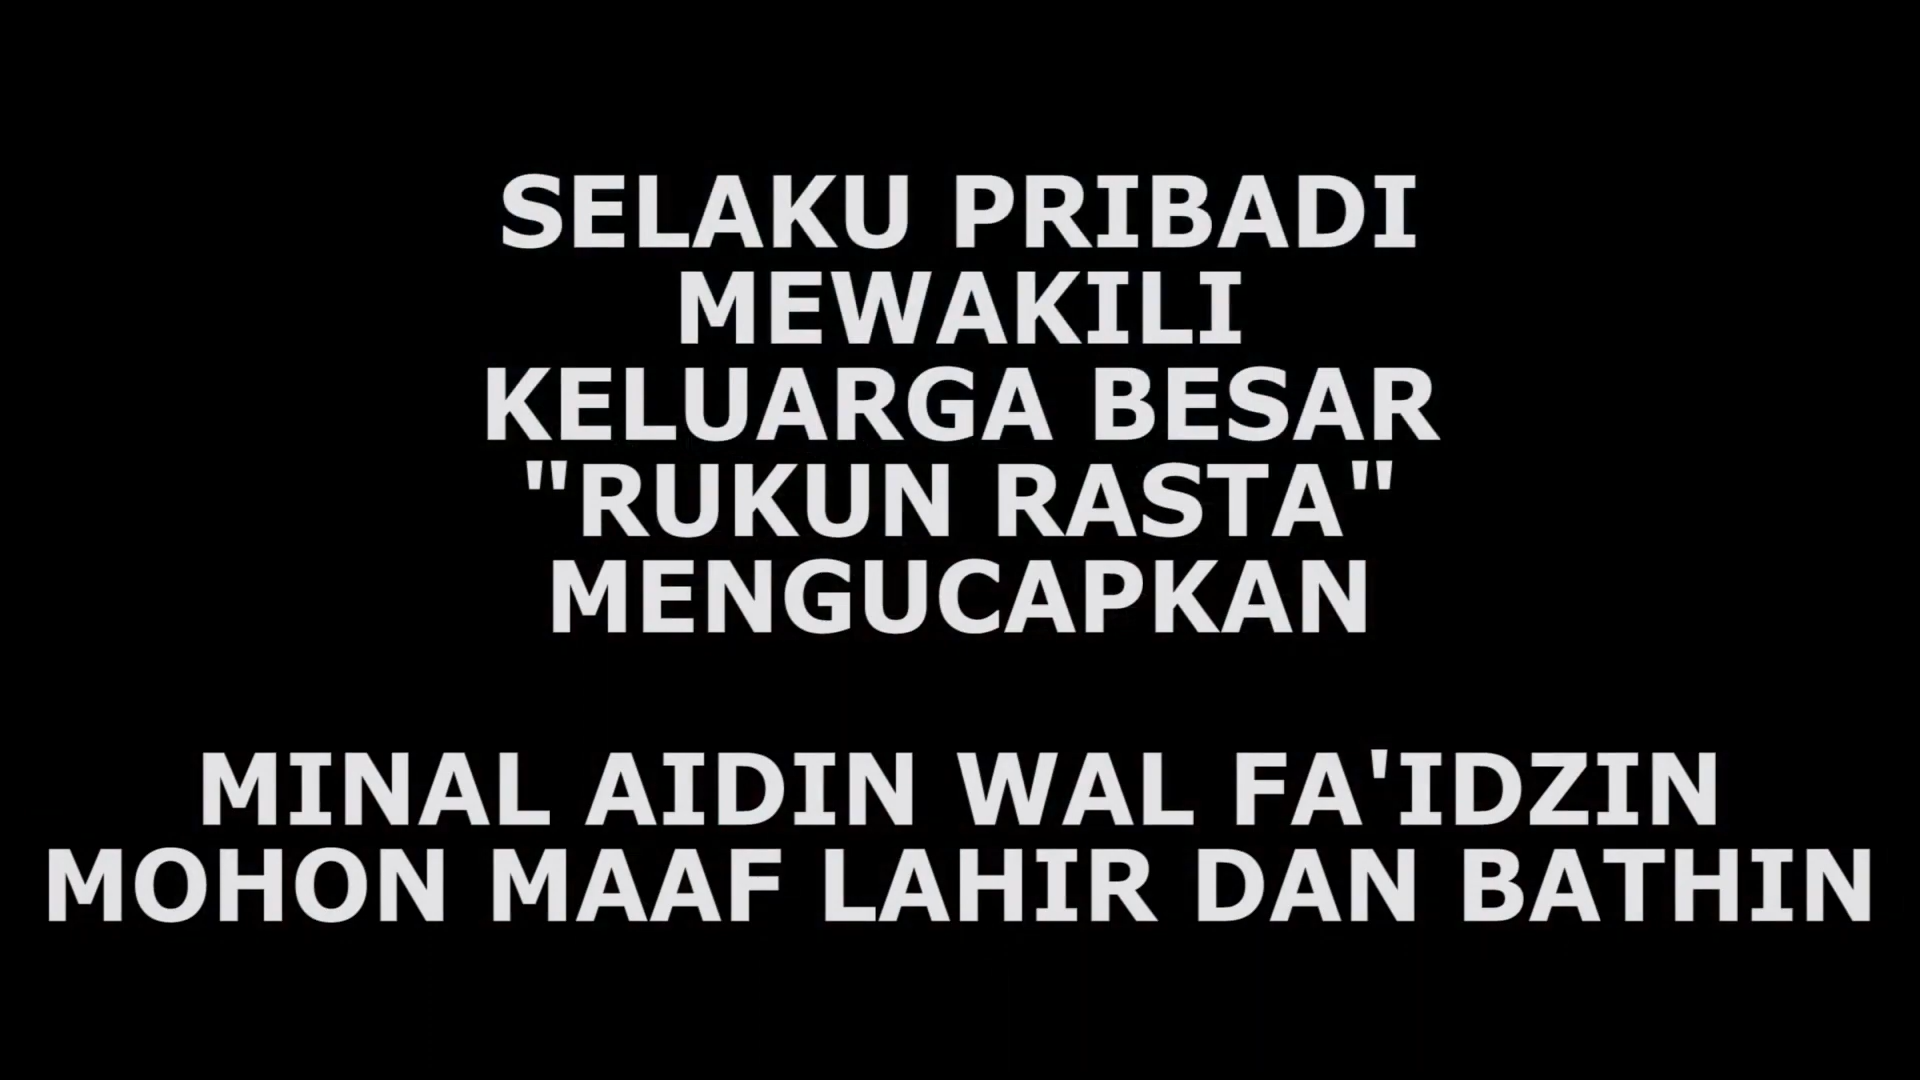 SELAKU PRIBADI
MEWAKILI
KELUARGA BESAR
"RUKUN RASTA"
MENGUCAPKAN
MINAL AIDIN WAL FA'IDZIN
MOHON MAAF LAHIR DAN BATHIN